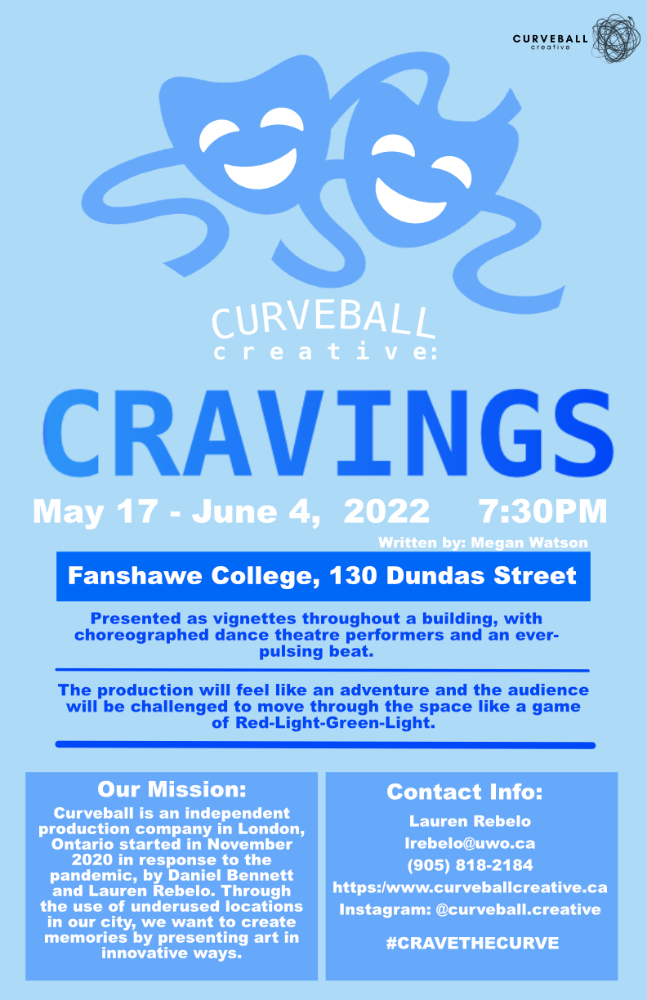 CURVEBALL
creative
CURVEBALL
creative:
CRAVINGS
May 17 - June 4, 2022 7:30PM
Written by: Megan Watson
Fanshawe College, 130 Dundas Street
Presented as vignettes throughout a building, with
choreographed dance theatre performers and an ever-
pulsing beat.
The production will feel like an adventure and the audience
will be challenged to move through the space like a game
of Red-Light-Green-Light.
Our Mission:
Curveball is an independent
production company in London,
Ontario started in November
2020 in response to the
pandemic, by Daniel Bennett
and Lauren Rebelo. Through
the use of underused locations
in our city, we want to create
memories by presenting art in
innovative ways.
Contact Info:
Lauren Rebelo
lrebelo@uwo.ca
(905) 818-2184
https:/www.curveballcreative.ca
Instagram: @curveball.creative
#CRAVETHECURVE